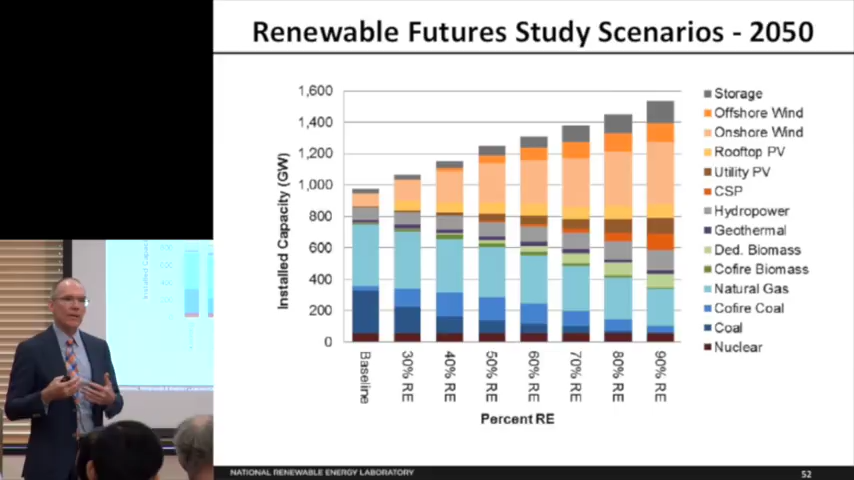 Renewable Futures Study Scenarios - 2050
Installed Capacity (GW)
1,600
1,400
1,200
1,000
800
600
400
200
0
Baseline
30% RE
40% RE
50% RE
60% RE
70% RE
80% RE
90% RE
Percent RE
Storage
Offshore Wind
Onshore Wind
Rooftop PV
Utility PV
CSP
Hydropower
Geothermal
Ded. Biomass
Cofire Biomass
Natural Gas
Cofire Coal
Coal
Nuclear
NATIONAL RENEWABLE ENERGY LABORATORY
52